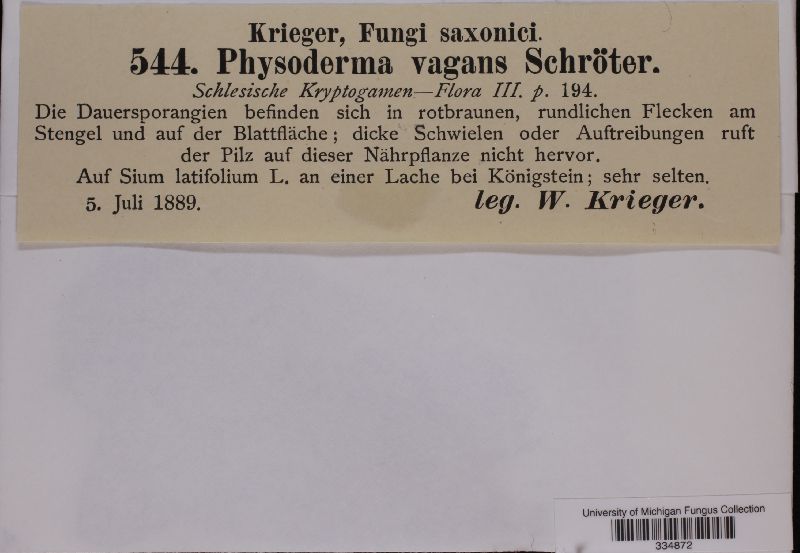 Krieger, Fungi saxonici.
544. Physoderma vagans Schröter.
Schlesische Kryptogamen—Flora III. p. 194.
Die Dauersporangien befinden sich in rotbraunen, rundlichen Flecken am
Stengel und auf der Blattfläche; dicke Schwielen oder Auftreibungen ruft
der Pilz auf dieser Nährpflanze nicht hervor.
Auf Sium latifolium L. an einer Lache bei Königstein; sehr selten.
5. Juli 1889. leg. W. Krieger.
University of Michigan Fungus Collection
334872